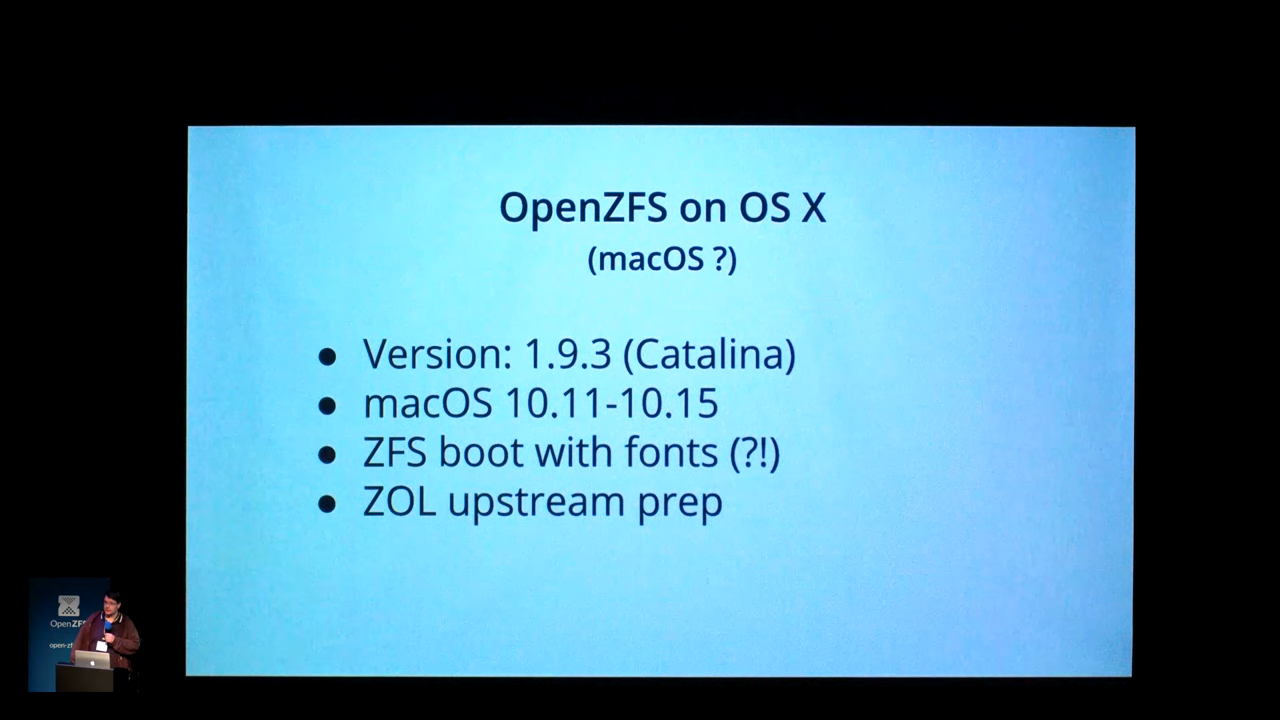 OpenZFS on OS X
(macOS ?)
● Version: 1.9.3 (Catalina)
● macOS 10.11-10.15
● ZFS boot with fonts (?!)
● ZOL upstream prep
OpenZFS